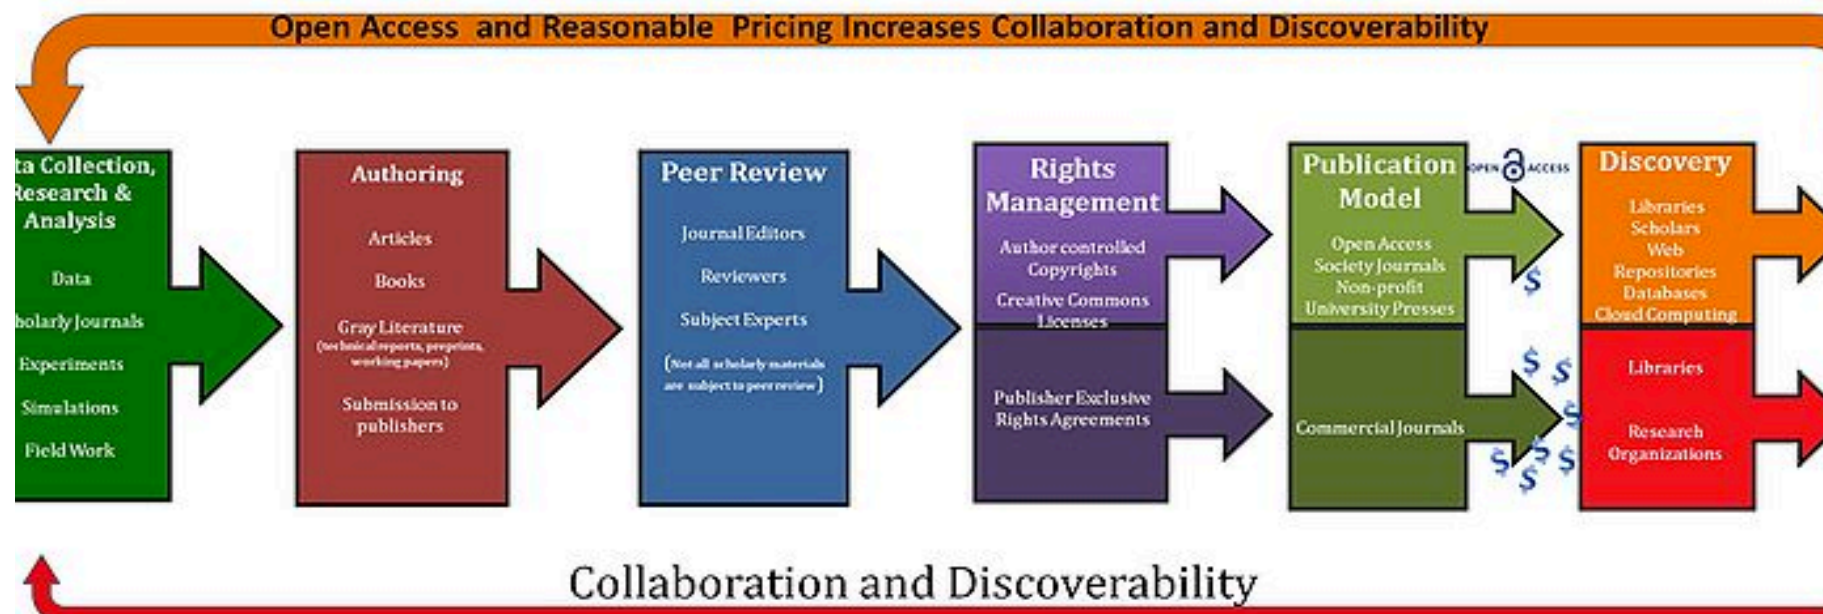 Open Access and Reasonable Pricing Increases Collaboration and Discoverability
ta Collection,
Research &
Analysis
Data
holarly Journals
Experiments
Simulations
Field Work
Authoring
Articles
Books
Gray Literature
(technical reports, preprints,
working papers)
Submission to
publishers
Peer Review
Journal Editors
Reviewers
Subject Experts
(Not all scholarly materials
are subject to peer review)
Rights
Management
Author controlled
Copyrights
Creative Commons
Licenses
Publisher Exclusive
Rights Agreements
Publication
Model
Open Access
Society Journals
Non-profit
University Presses
Commercial Journals
OPEN ACCESS
$
$ $
$
$ $ $
$
Discovery
Libraries
Scholars
Web
Repositories
Databases
Cloud Computing
Libraries
Research
Organizations
Collaboration and Discoverability